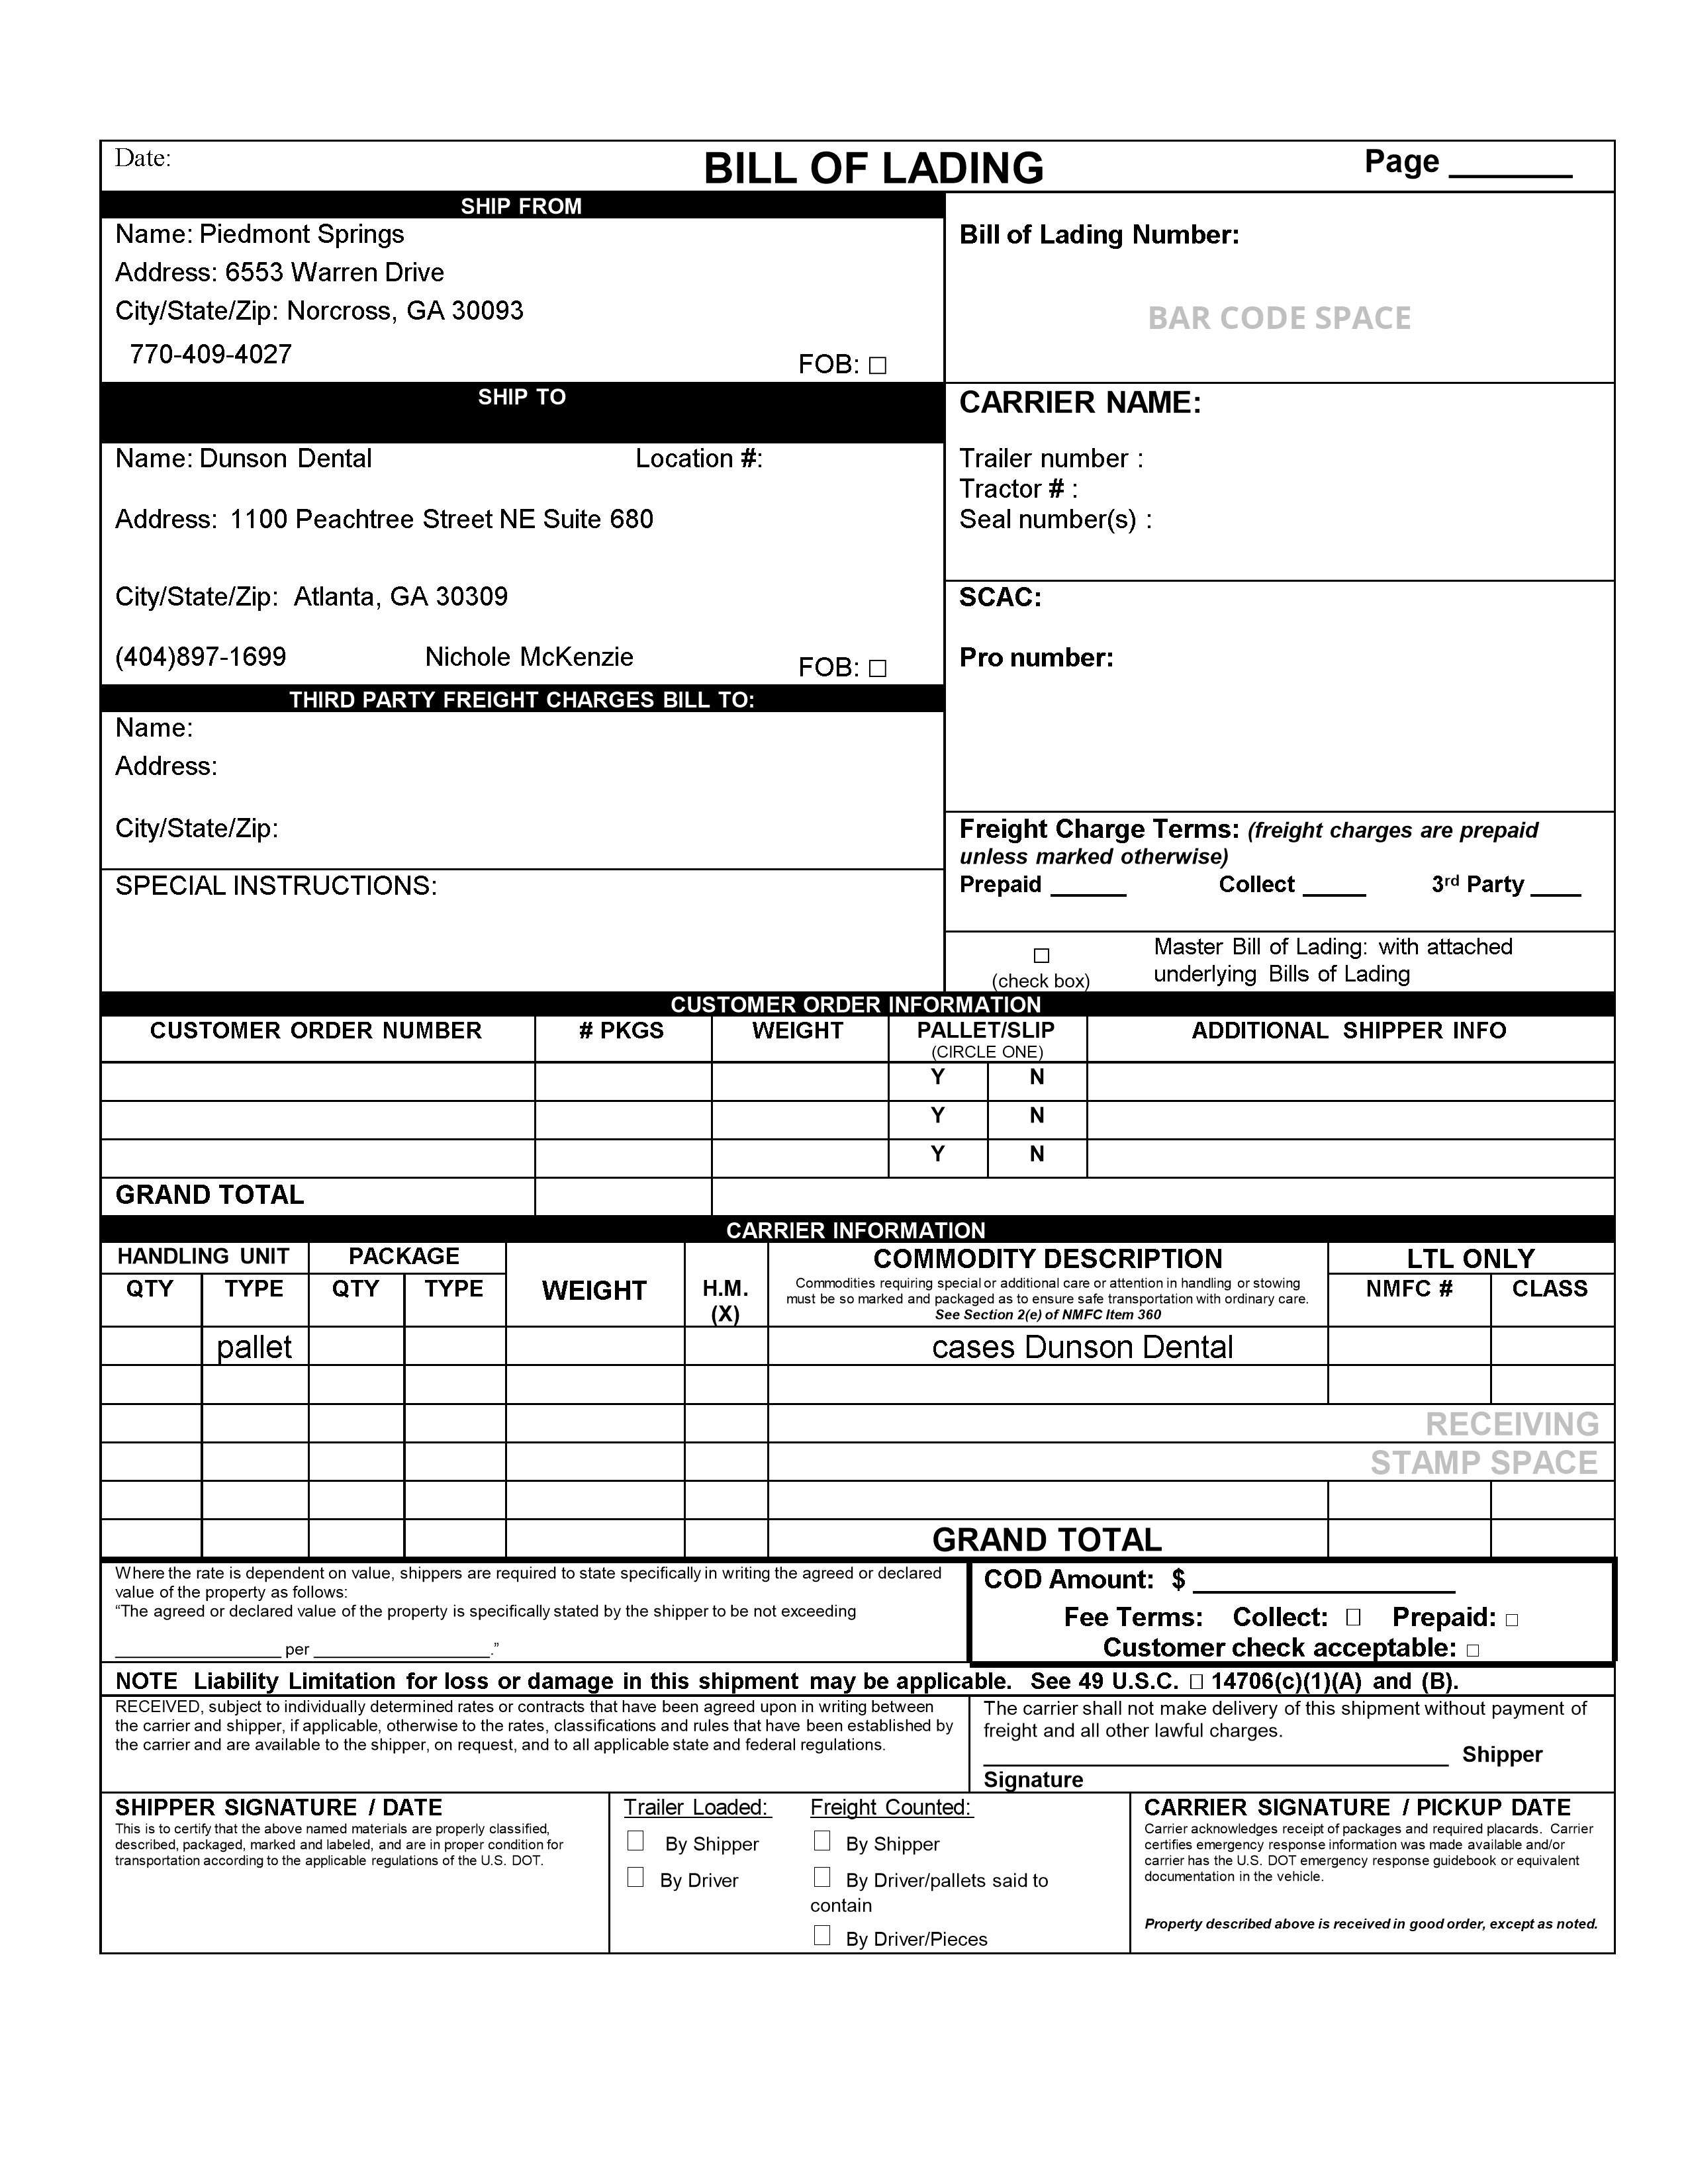 Date: BILL OF LADING Page _______
SHIP FROM
Name: Piedmont Springs
Address: 6553 Warren Drive
City/State/Zip: Norcross, GA 30093
770-409-4027 FOB: ☐
Bill of Lading Number:
BAR CODE SPACE
SHIP TO
Name: Dunson Dental Location #:
Address: 1100 Peachtree Street NE Suite 680
City/State/Zip: Atlanta, GA 30309
(404)897-1699 Nichole McKenzie FOB: ☐
CARRIER NAME:
Trailer number :
Tractor # :
Seal number(s) :
SCAC:
Pro number:
THIRD PARTY FREIGHT CHARGES BILL TO:
Name:
Address:
City/State/Zip:
SPECIAL INSTRUCTIONS:
Freight Charge Terms: (freight charges are prepaid
unless marked otherwise)
Prepaid ______ Collect _____ 3rd Party ____
☐
(check box)
Master Bill of Lading: with attached
underlying Bills of Lading
CUSTOMER ORDER INFORMATION
CUSTOMER ORDER NUMBER # PKGS WEIGHT PALLET/SLIP ADDITIONAL SHIPPER INFO
(CIRCLE ONE)
Y N
Y N
Y N
GRAND TOTAL
CARRIER INFORMATION
HANDLING UNIT PACKAGE COMMODITY DESCRIPTION LTL ONLY
QTY TYPE QTY TYPE WEIGHT H.M.
(X)
Commodities requiring special or additional care or attention in handling or stowing
must be so marked and packaged as to ensure safe transportation with ordinary care.
See Section 2(e) of NMFC Item 360
NMFC # CLASS
pallet cases Dunson Dental
RECEIVING
STAMP SPACE
GRAND TOTAL
Where the rate is dependent on value, shippers are required to state specifically in writing the agreed or declared
value of the property as follows:
“The agreed or declared value of the property is specifically stated by the shipper to be not exceeding
__________________ per ___________________.”
COD Amount: $ ____________________
Fee Terms: Collect: ☐ Prepaid: ☐
Customer check acceptable: ☐
NOTE Liability Limitation for loss or damage in this shipment may be applicable. See 49 U.S.C. ☐ 14706(c)(1)(A) and (B).
RECEIVED, subject to individually determined rates or contracts that have been agreed upon in writing between
the carrier and shipper, if applicable, otherwise to the rates, classifications and rules that have been established by
the carrier and are available to the shipper, on request, and to all applicable state and federal regulations.
The carrier shall not make delivery of this shipment without payment of
freight and all other lawful charges.
_______________________________________ Shipper
Signature
SHIPPER SIGNATURE / DATE
This is to certify that the above named materials are properly classified,
described, packaged, marked and labeled, and are in proper condition for
transportation according to the applicable regulations of the U.S. DOT.
Trailer Loaded:
☐ By Shipper
☐ By Driver
Freight Counted:
☐ By Shipper
☐ By Driver/pallets said to
contain
☐ By Driver/Pieces
CARRIER SIGNATURE / PICKUP DATE
Carrier acknowledges receipt of packages and required placards. Carrier
certifies emergency response information was made available and/or
carrier has the U.S. DOT emergency response guidebook or equivalent
documentation in the vehicle.
Property described above is received in good order, except as noted.